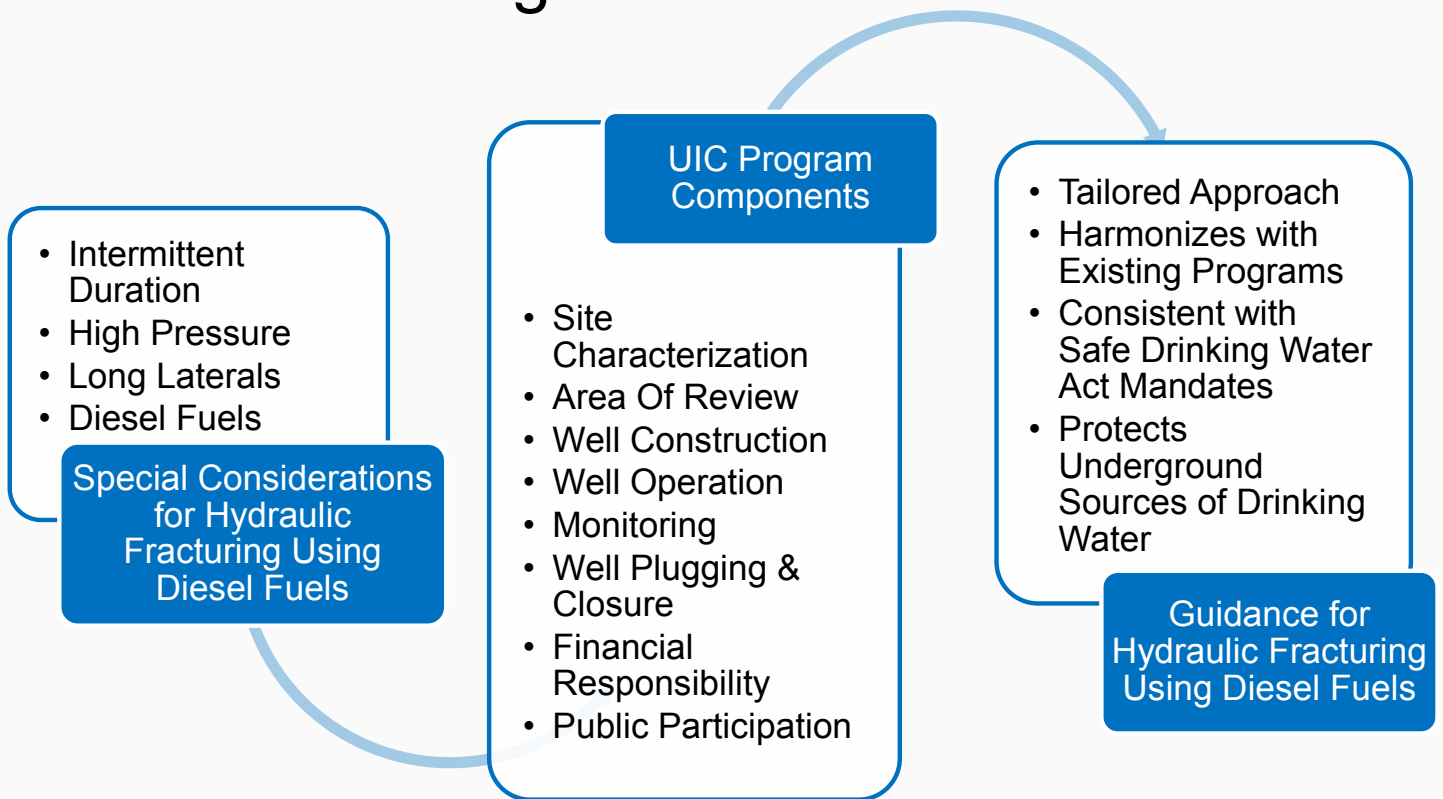 • Intermittent
Duration
• High Pressure
• Long Laterals
• Diesel Fuels
Special Considerations
for Hydraulic
Fracturing Using
Diesel Fuels
UIC Program
Components
• Site
Characterization
• Area Of Review
• Well Construction
• Well Operation
• Monitoring
• Well Plugging &
Closure
• Financial
Responsibility
• Public Participation
• Tailored Approach
• Harmonizes with
Existing Programs
• Consistent with
Safe Drinking Water
Act Mandates
• Protects
Underground
Sources of Drinking
Water
Guidance for
Hydraulic Fracturing
Using Diesel Fuels